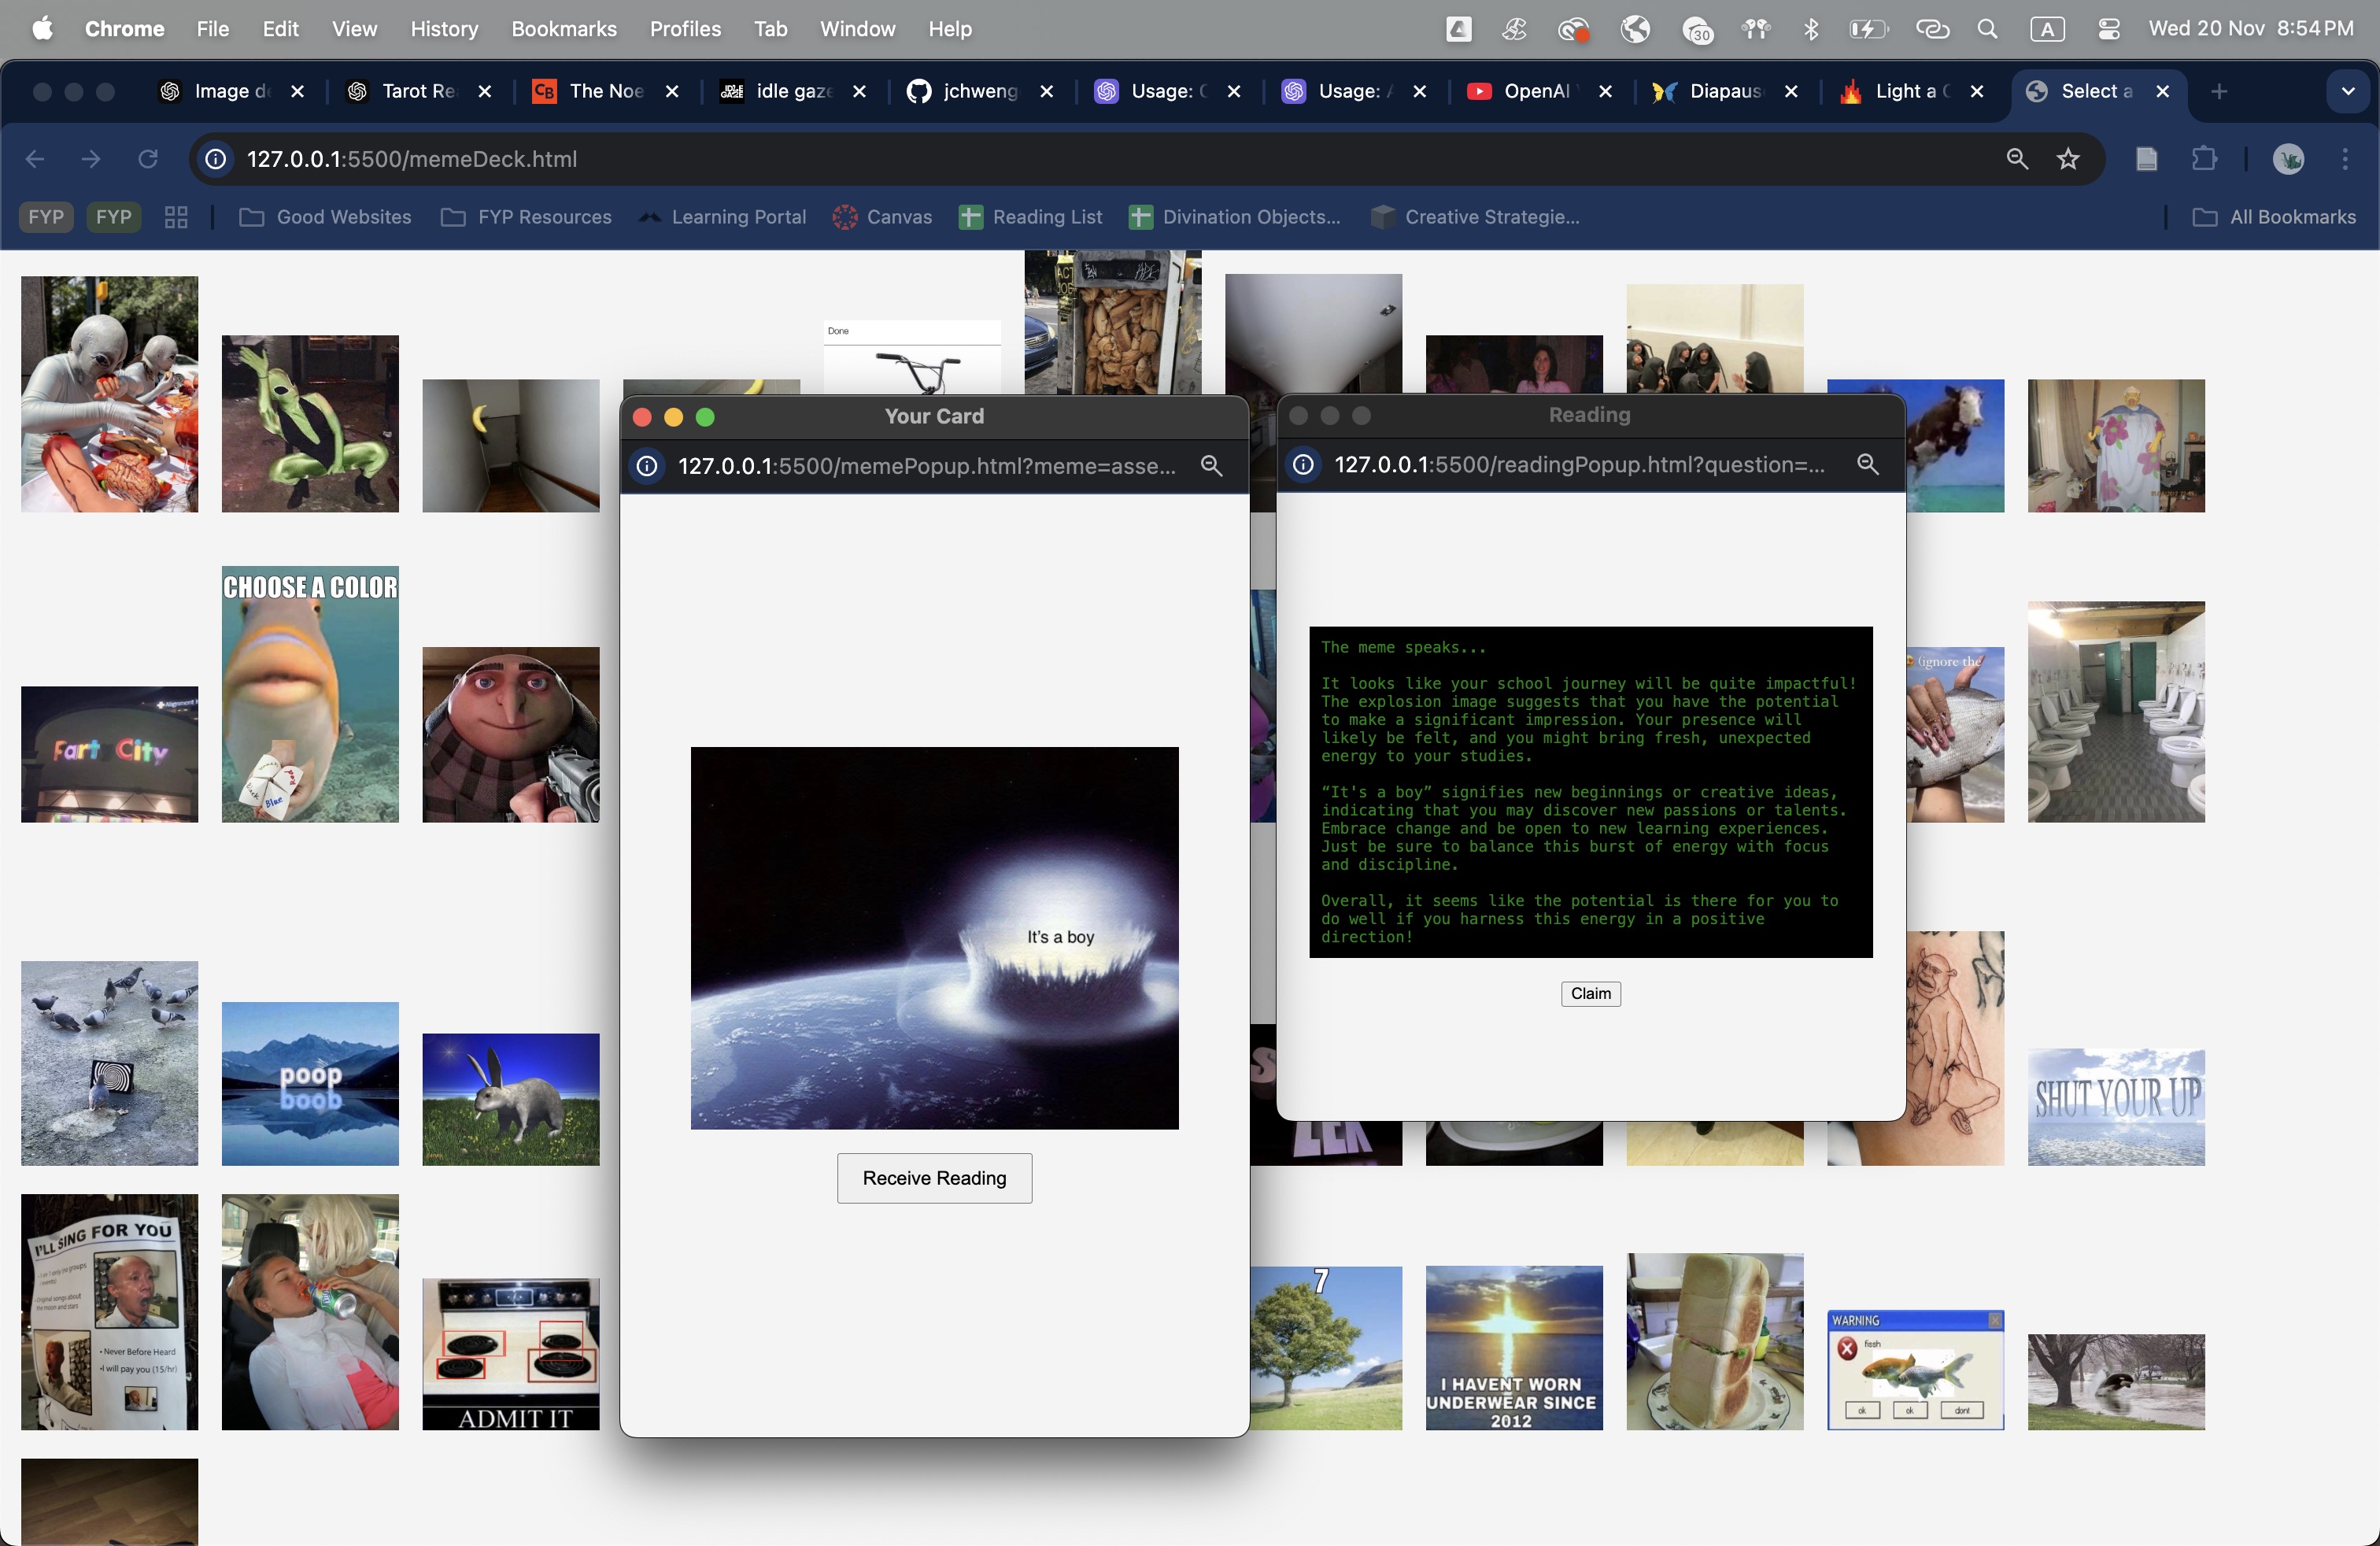 Chrome File Edit View History Bookmarks Profiles Tab Window Help
30
A
Wed 20 Nov 8:54 PM
Image de
Tarot Re
CB The Noe
idle gaze
jchweng
Usage: C
Usage: A
OpenAI
Diapaus
Light a C
Select a
127.0.0.1:5500/memeDeck.html
FYP
FYP
Good Websites
FYP Resources
Learning Portal
Canvas
Reading List
Divination Objects...
Creative Strategie...
All Bookmarks
Done
Your Card
127.0.0.1:5500/memePopup.html?meme=asse...
It's a boy
Receive Reading
Reading
127.0.0.1:5500/readingPopup.html?question=...
The meme speaks...
It looks like your school journey will be quite impactful!
The explosion image suggests that you have the potential
to make a significant impression. Your presence will
likely be felt, and you might bring fresh, unexpected
energy to your studies.
“It's a boy” signifies new beginnings or creative ideas,
indicating that you may discover new passions or talents.
Embrace change and be open to new learning experiences.
Just be sure to balance this burst of energy with focus
and discipline.
Overall, it seems like the potential is there for you to
do well if you harness this energy in a positive
direction!
Claim
Fart City
CHOOSE A COLOR
Blue
(ignore the
poop
SHUT YOUR UP
I'LL SING FOR YOU
• Never Before Heard
• I will pay you (15/hr)
ADMIT IT
7
I HAVENT WORN
UNDERWEAR SINCE
2012
WARNING
fissh
ok
ok
dont